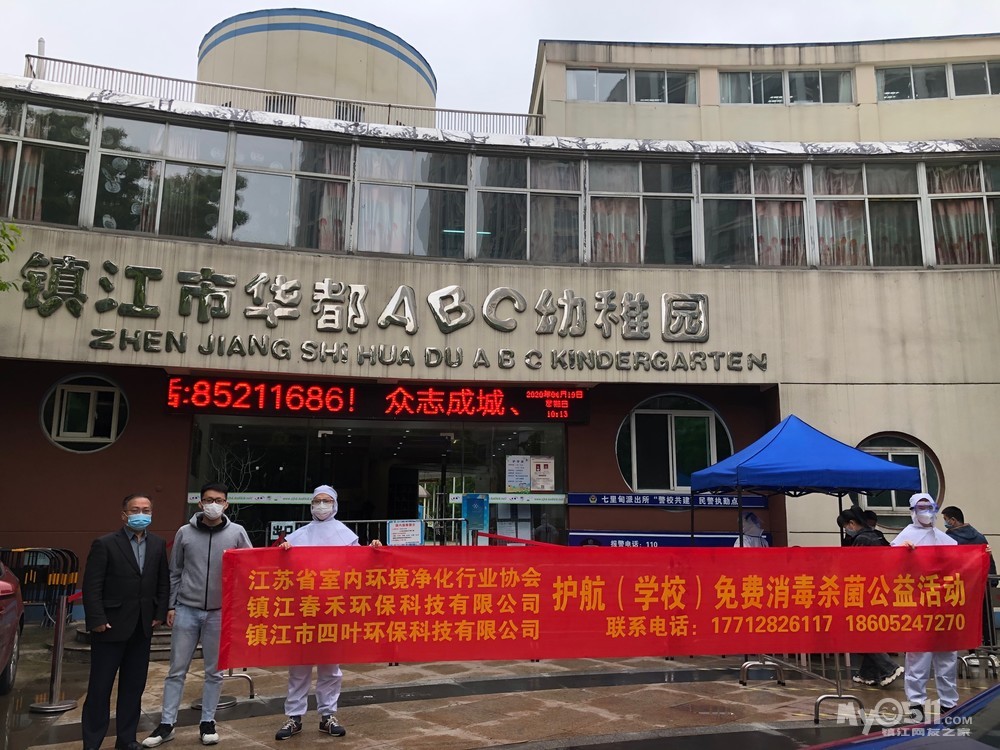 镇江市华都ABC幼稚园
ZHEN JIANG SHI HUA DU A B C KINDERGARTEN
:85211686! 众志成城、
2020年04月19日
星期日
10:13
七里甸派出所“警校共建” 民警执勤点
报警电话：110
江苏省室内环境净化行业协会
镇江春禾环保科技有限公司
镇江市四叶环保科技有限公司
护航（学校）免费消毒杀菌公益活动
联系电话：17712826117 18605247270
My0511.COM
镇江网友之家